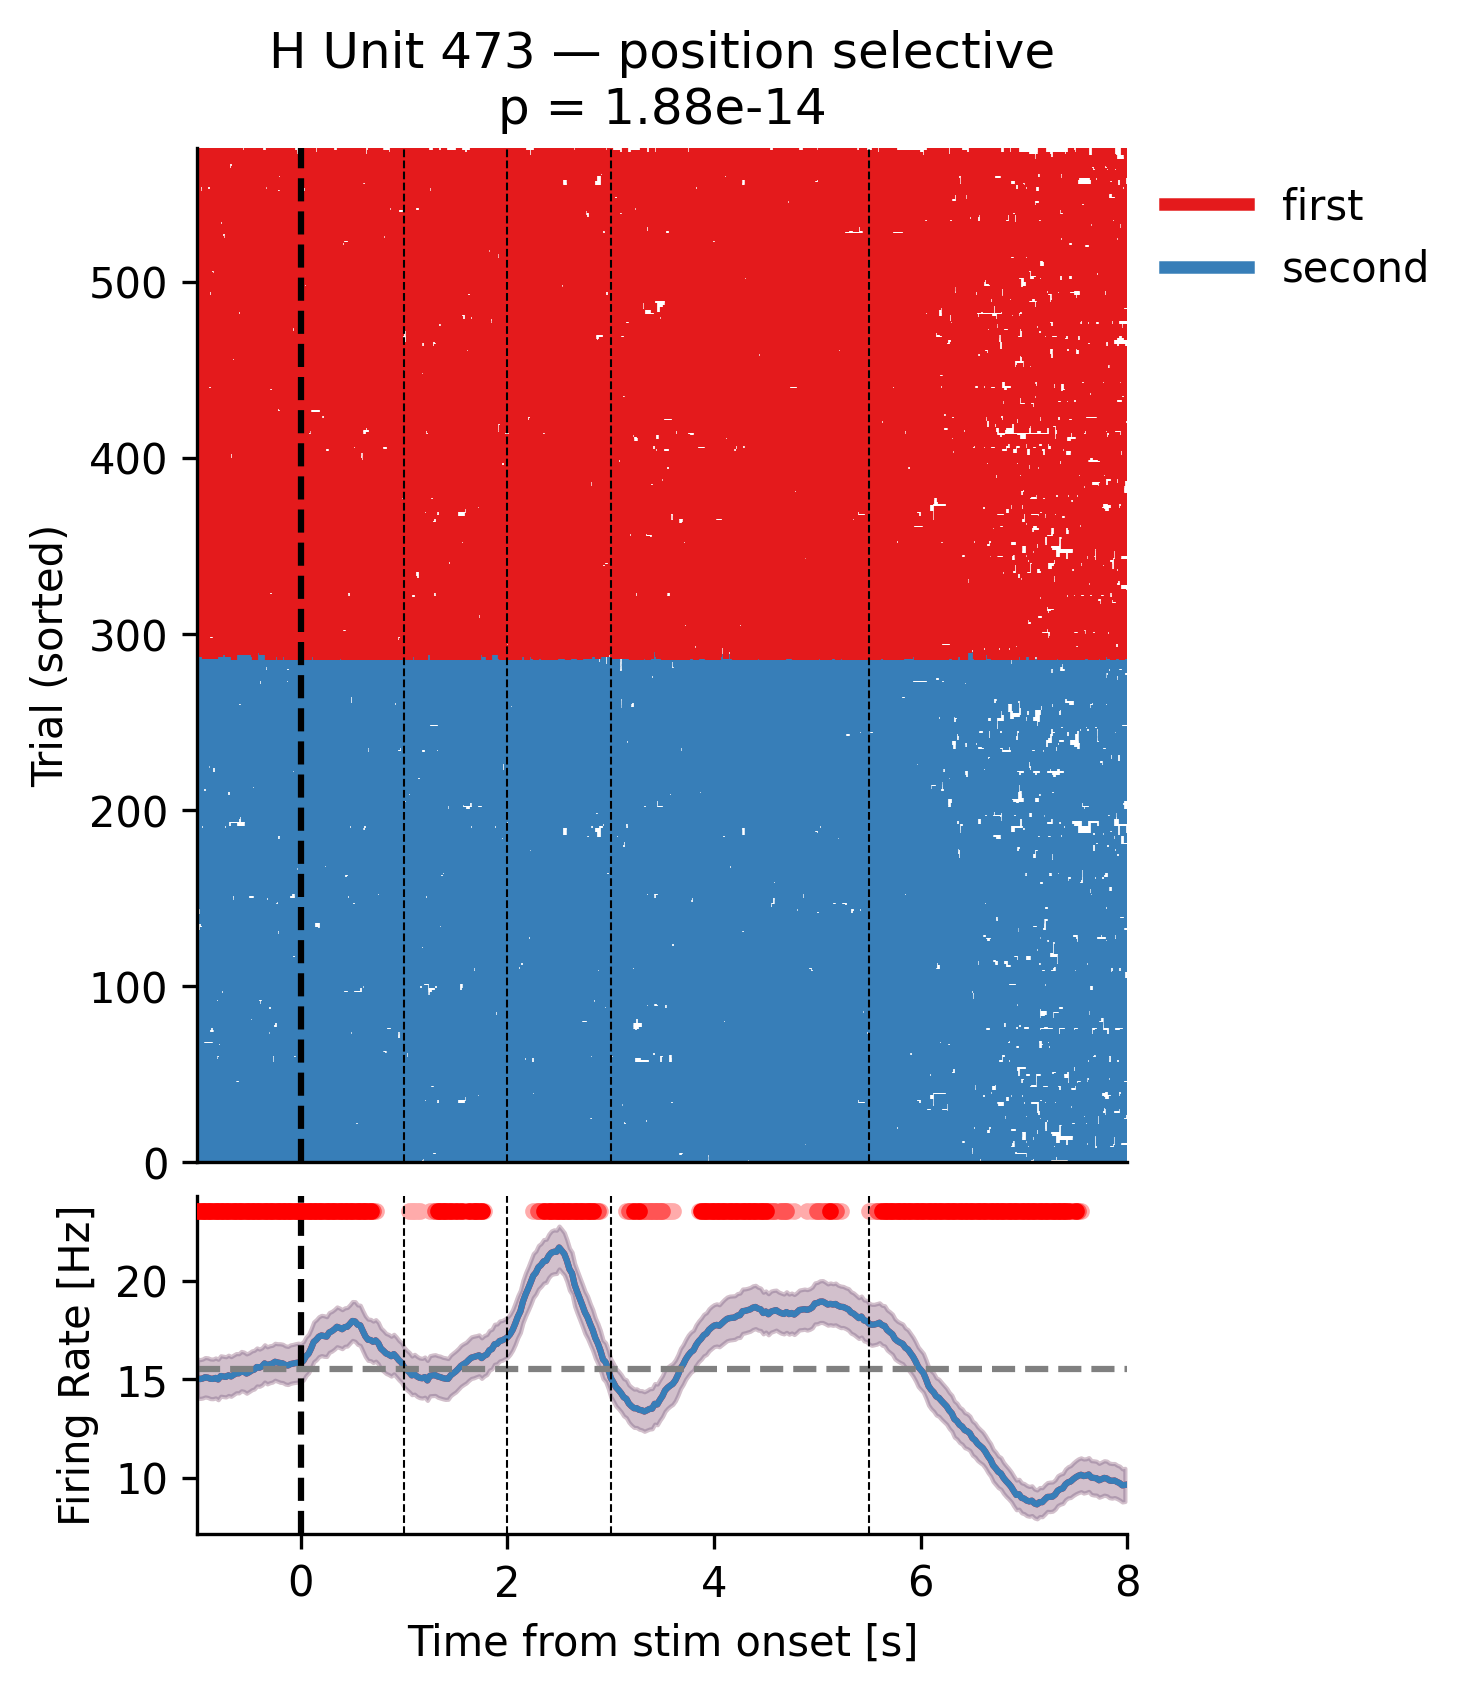 H Unit 473 — position selective
p = 1.88e-14
first
second
Trial (sorted)
500
400
300
200
100
0
Firing Rate [Hz]
20
15
10
0
2
4
6
8
Time from stim onset [s]